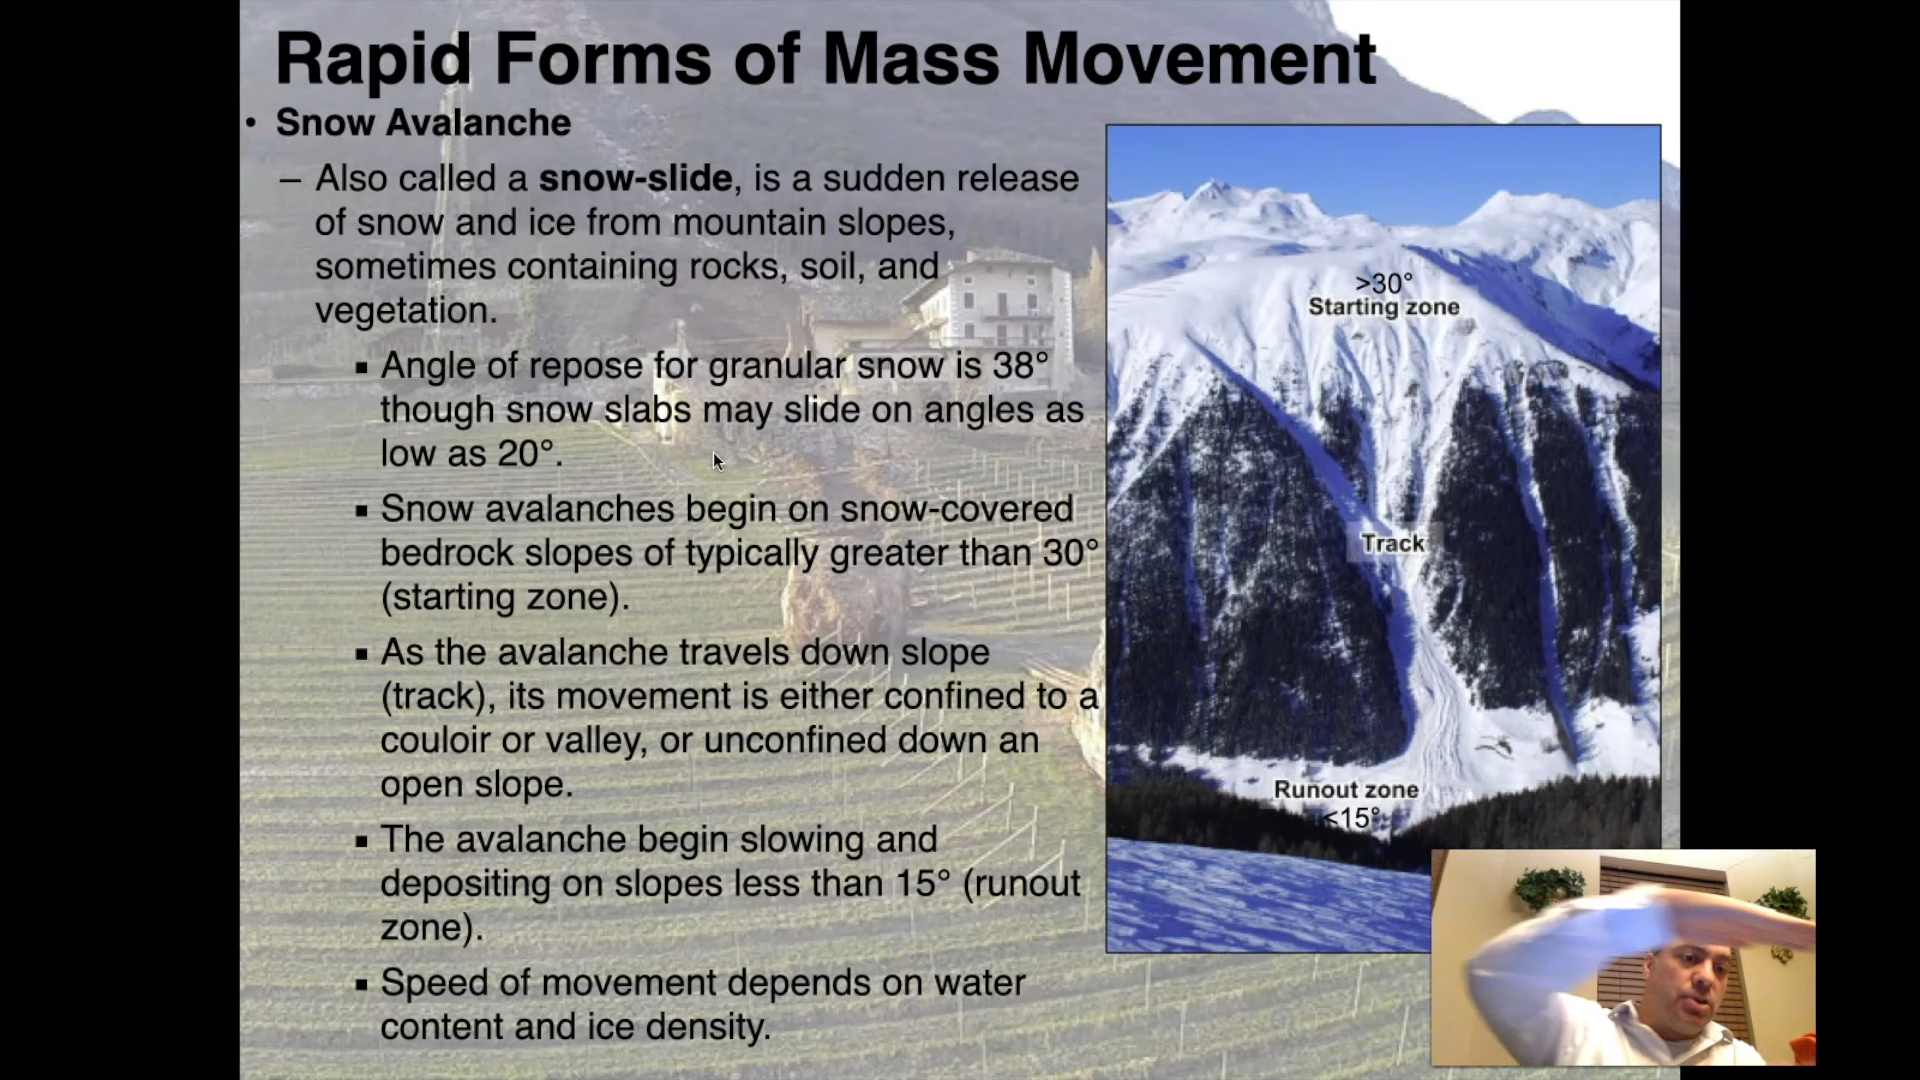 Rapid Forms of Mass Movement
• Snow Avalanche
– Also called a snow-slide, is a sudden release
of snow and ice from mountain slopes,
sometimes containing rocks, soil, and
vegetation.
▪ Angle of repose for granular snow is 38°
though snow slabs may slide on angles as
low as 20°.
▪ Snow avalanches begin on snow-covered
bedrock slopes of typically greater than 30°
(starting zone).
▪ As the avalanche travels down slope
(track), its movement is either confined to a
couloir or valley, or unconfined down an
open slope.
▪ The avalanche begin slowing and
depositing on slopes less than 15° (runout
zone).
▪ Speed of movement depends on water
content and ice density.
>30°
Starting zone
Track
Runout zone
<15°